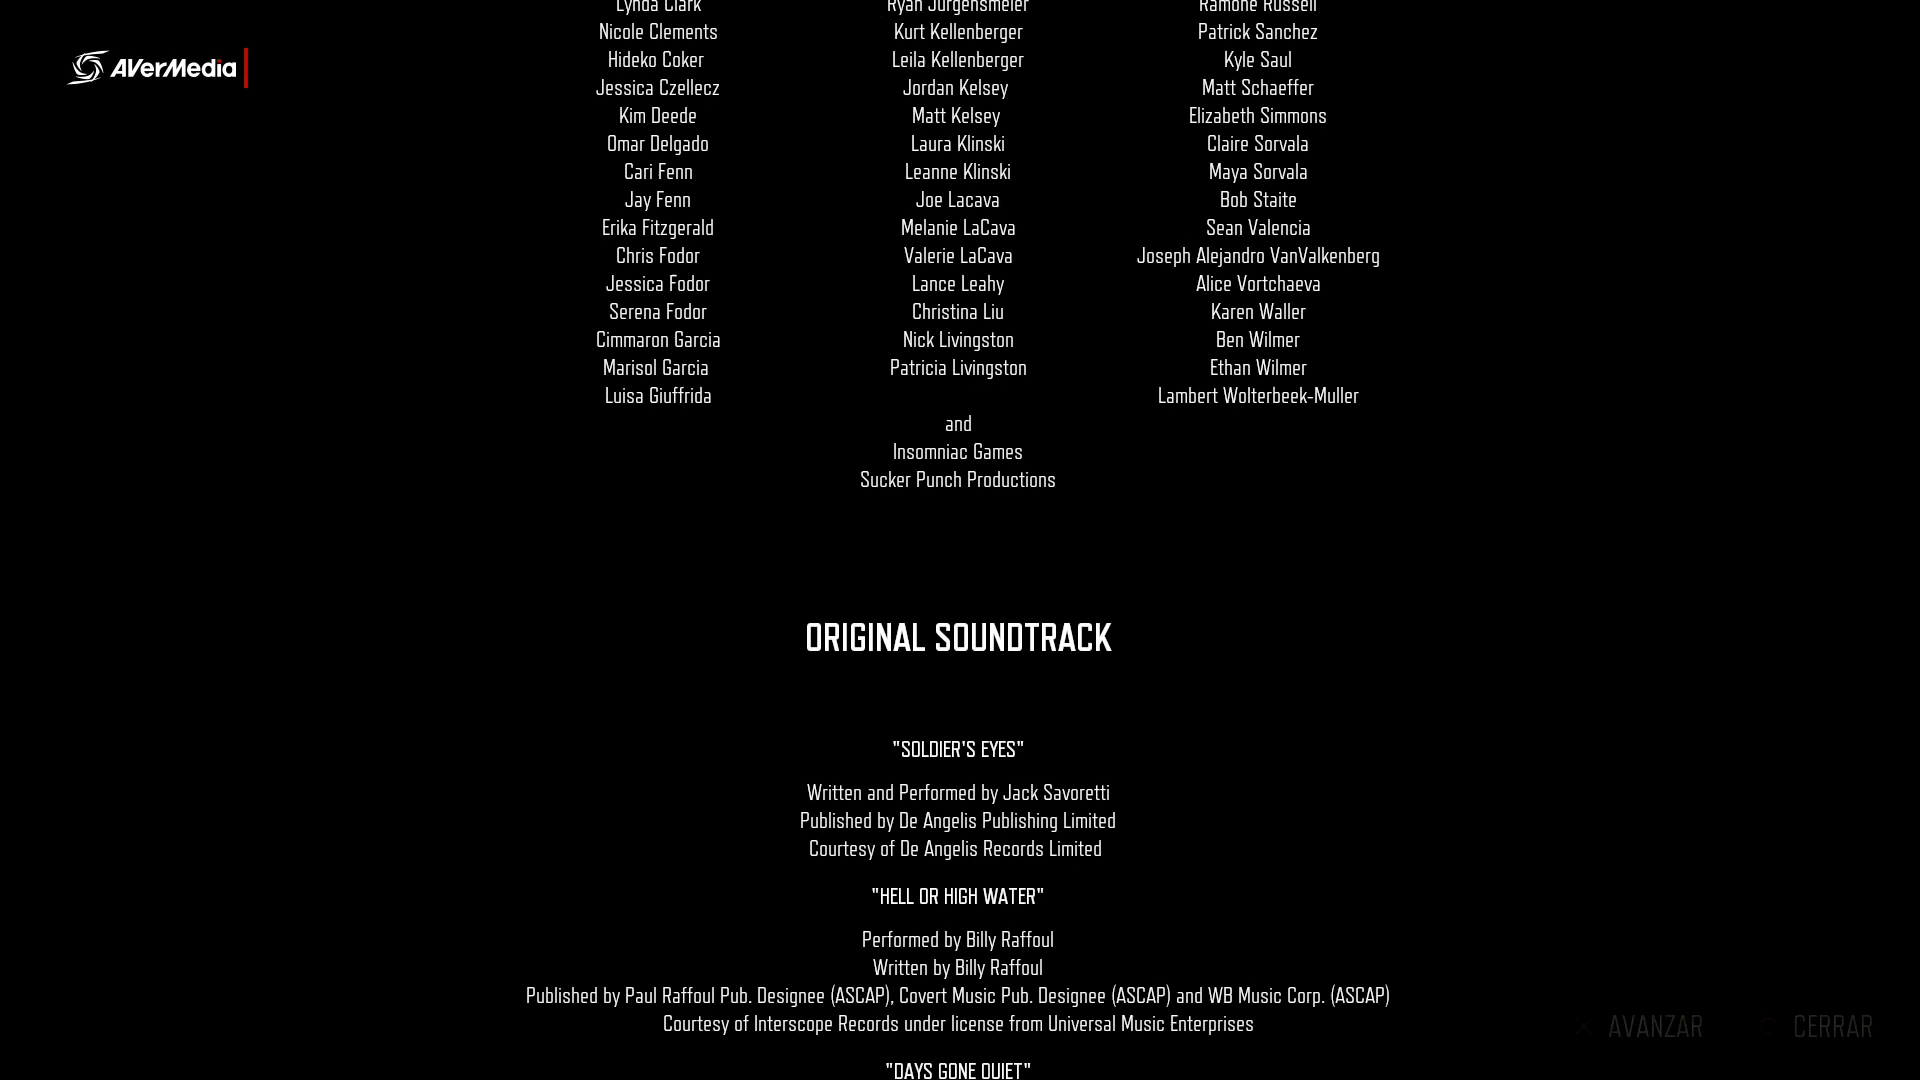 AVerMedia
Lynda Clark
Nicole Clements
Hideko Coker
Jessica Czellecz
Kim Deede
Omar Delgado
Cari Fenn
Jay Fenn
Erika Fitzgerald
Chris Fodor
Jessica Fodor
Serena Fodor
Cimmaron Garcia
Marisol Garcia
Luisa Giuffrida
Ryan Jurgensmeier
Kurt Kellenberger
Leila Kellenberger
Jordan Kelsey
Matt Kelsey
Laura Klinski
Leanne Klinski
Joe Lacava
Melanie LaCava
Valerie LaCava
Lance Leahy
Christina Liu
Nick Livingston
Patricia Livingston
Ramone Russell
Patrick Sanchez
Kyle Saul
Matt Schaeffer
Elizabeth Simmons
Claire Sorvala
Maya Sorvala
Bob Staite
Sean Valencia
Joseph Alejandro VanValkenberg
Alice Vortchaeva
Karen Waller
Ben Wilmer
Ethan Wilmer
Lambert Wolterbeek-Muller
and
Insomniac Games
Sucker Punch Productions
ORIGINAL SOUNDTRACK
"SOLDIER'S EYES"
Written and Performed by Jack Savoretti
Published by De Angelis Publishing Limited
Courtesy of De Angelis Records Limited
"HELL OR HIGH WATER"
Performed by Billy Raffoul
Written by Billy Raffoul
Published by Paul Raffoul Pub. Designee (ASCAP), Covert Music Pub. Designee (ASCAP) and WB Music Corp. (ASCAP)
Courtesy of Interscope Records under license from Universal Music Enterprises
"DAYS GONE QUIET"
AVANZAR
CERRAR